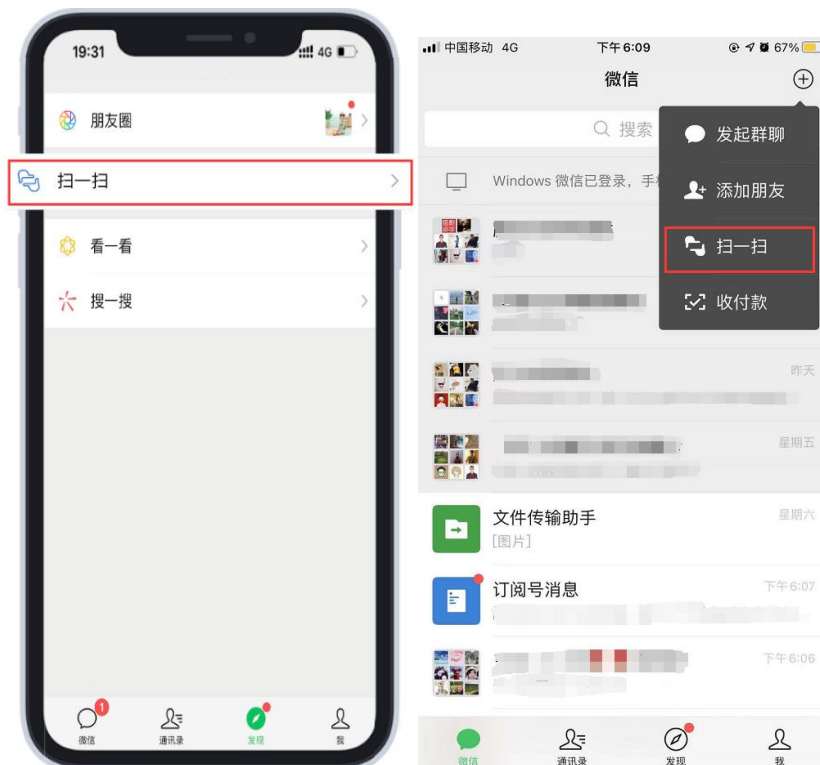 19:31
4G
朋友圈
扫一扫
看一看
搜一搜
1
微信
通讯录
发现
我
中国移动 4G
下午 6:09
67%
微信
搜索
发起群聊
添加朋友
扫一扫
收付款
Windows 微信已登录，手
昨天
星期五
文件传输助手
星期六
[图片]
订阅号消息
下午 6:07
下午 6:06
微信
通讯录
发现
我